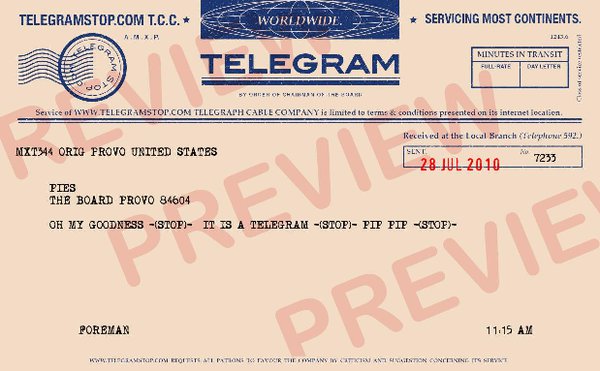 TELEGRAMSTOP.COM T.C.C. ★ WORLDWIDE. ★ SERVICING MOST CONTINENTS.
A.M.X.P.
TELEGRAM STOP
TELEGRAM
BY ORDER OF CHAIRMAN OF THE BOARD
MINUTES IN TRANSIT
FULL-RATE DAY LETTER
Service of WWW.TELEGRAMSTOP.COM TELEGRAPH CABLE COMPANY is limited to terms & conditions presented on its internet location.
Received at the Local Branch (Telephone 592.)
MXT344 ORIG PROVO UNITED STATES
SENT. No. 7233
28 JUL 2010
PIES
THE BOARD PROVO 84604
OH MY GOODNESS -(STOP)- IT IS A TELEGRAM -(STOP)- PIP PIP -(STOP)-
FOREMAN 11:15 AM
WWW.TELEGRAMSTOP.COM REQUESTS ALL PATRONS TO FAVOUR THE COMPANY BY CRITICISM AND SUGGESTION CONCERNING ITS SERVICE
PREVIEW
PREVIEW
PREVIEW
PREVIEW